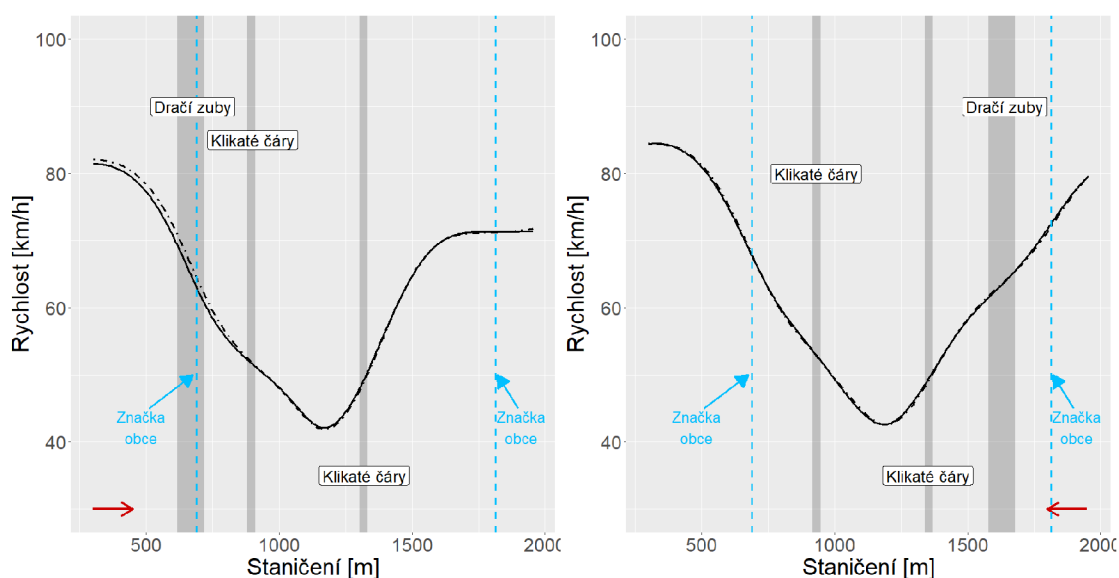 100
80
60
40
Rychlost [km/h]
Dračí zuby
Klikaté čáry
Značka
obce
Značka
obce
Klikaté čáry
500
1000
1500
2000
Staničení [m]
100
80
60
40
Rychlost [km/h]
Dračí zuby
Klikaté čáry
Značka
obce
Značka
obce
Klikaté čáry
500
1000
1500
2000
Staničení [m]